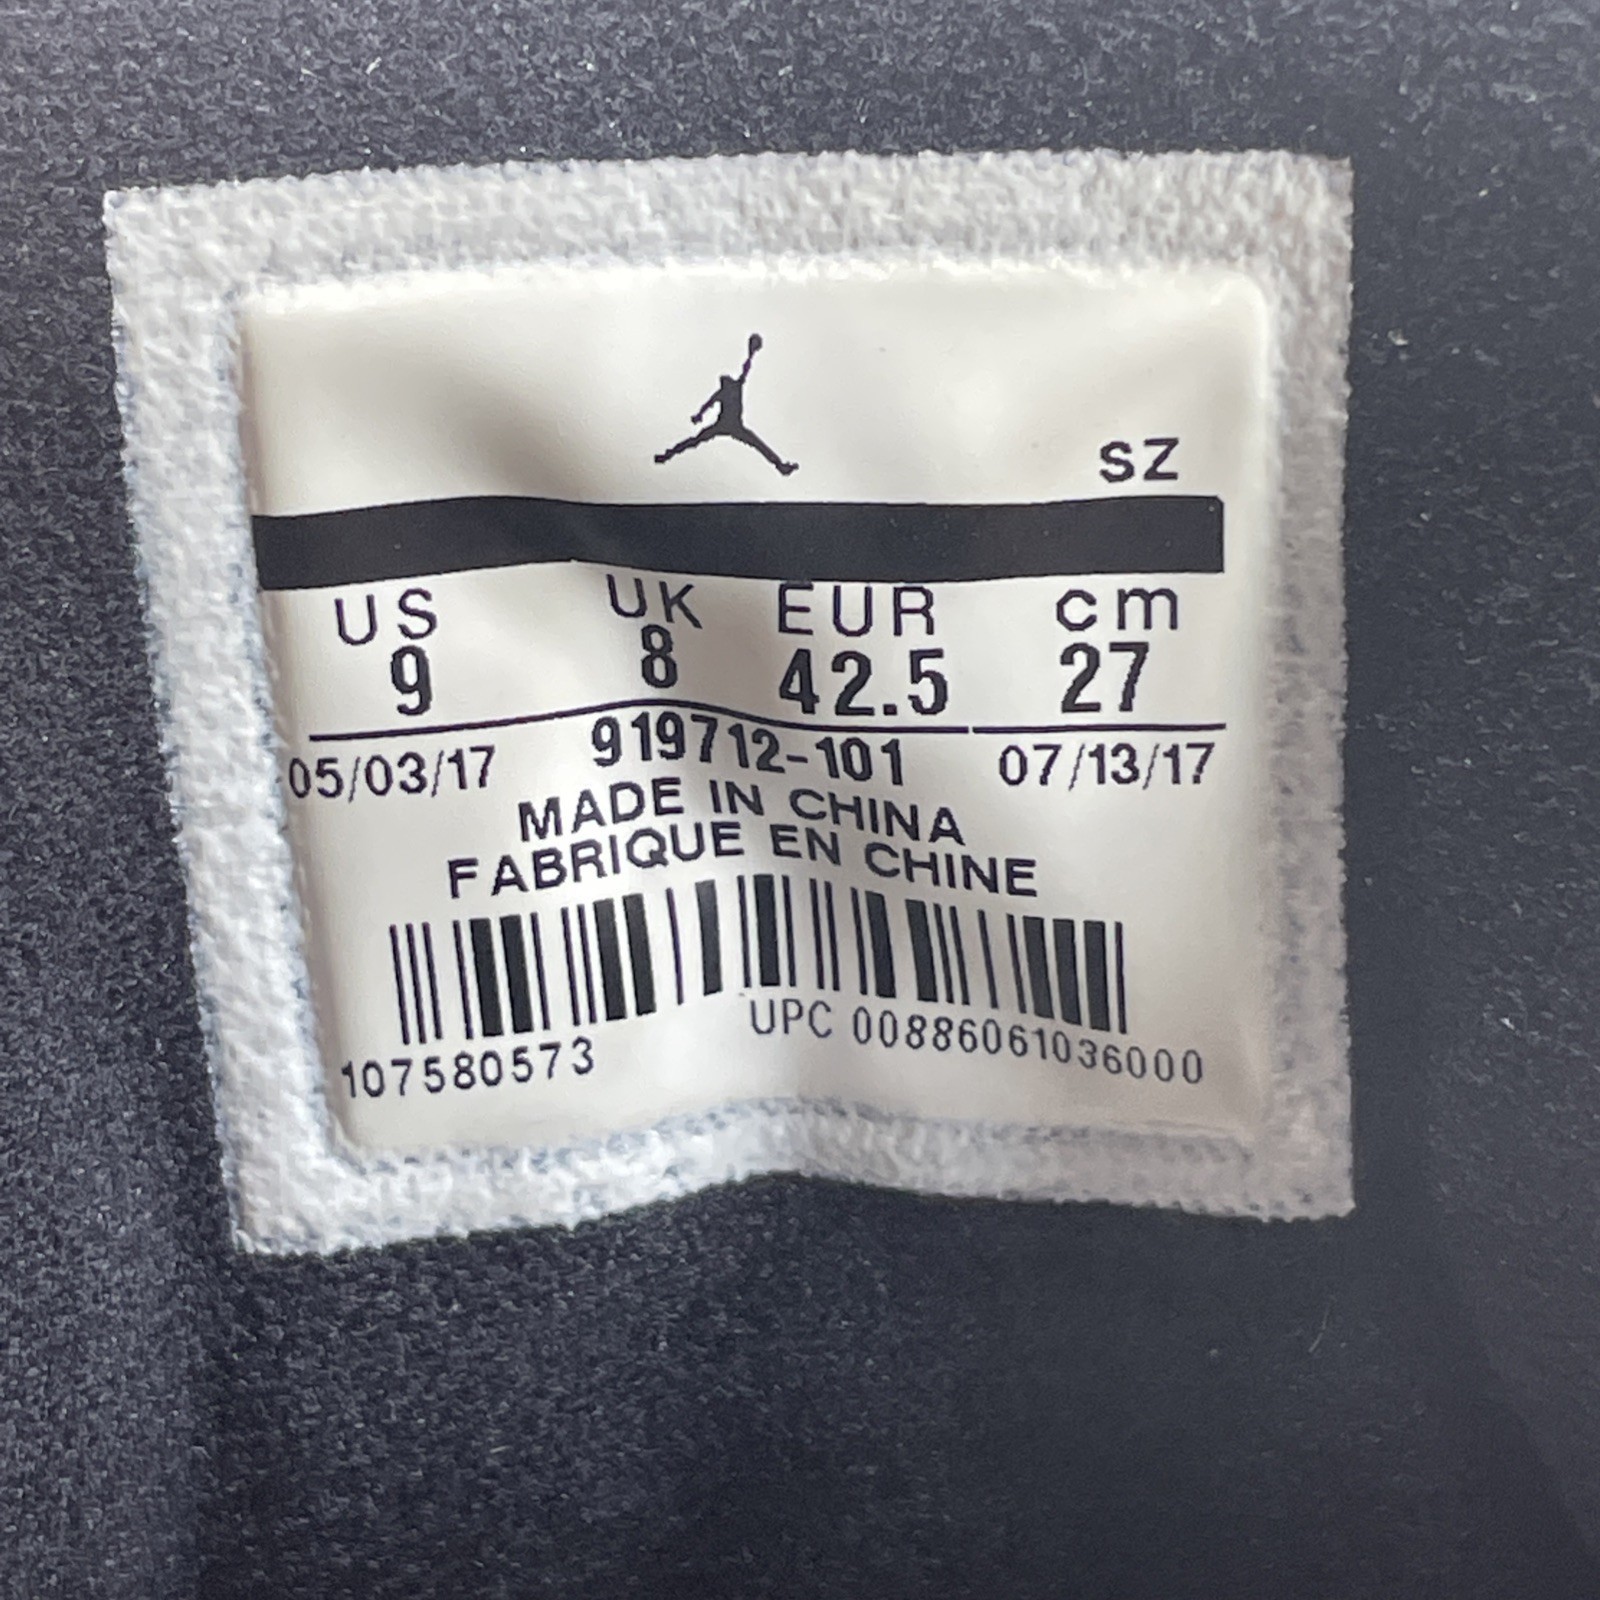 SZ
US UK EUR cm
9 8 42.5 27
05/03/17 919712-101 07/13/17
MADE IN CHINA
FABRIQUE EN CHINE
107580573 UPC 00886061036000